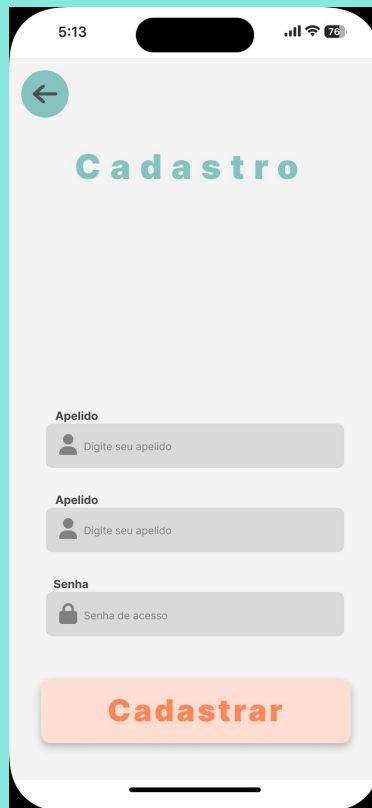 5:13
76
Cadastro
Apelido
Digite seu apelido
Apelido
Digite seu apelido
Senha
Senha de acesso
Cadastrar